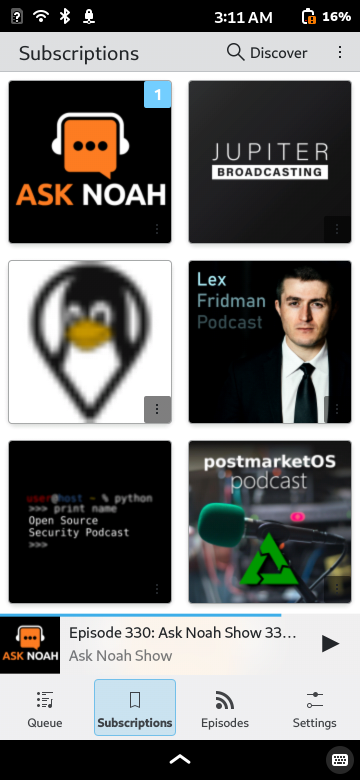 3:11 AM
16%
Subscriptions
Discover
1
ASK NOAH
JUPITER
BROADCASTING
Lex
Fridman
Podcast
user@host ~ % python
>>> print name
Open Source
Security Podcast
>>>
postmarketOS
podcast
ASK NOAH
Episode 330: Ask Noah Show 33...
Ask Noah Show
Queue
Subscriptions
Episodes
Settings